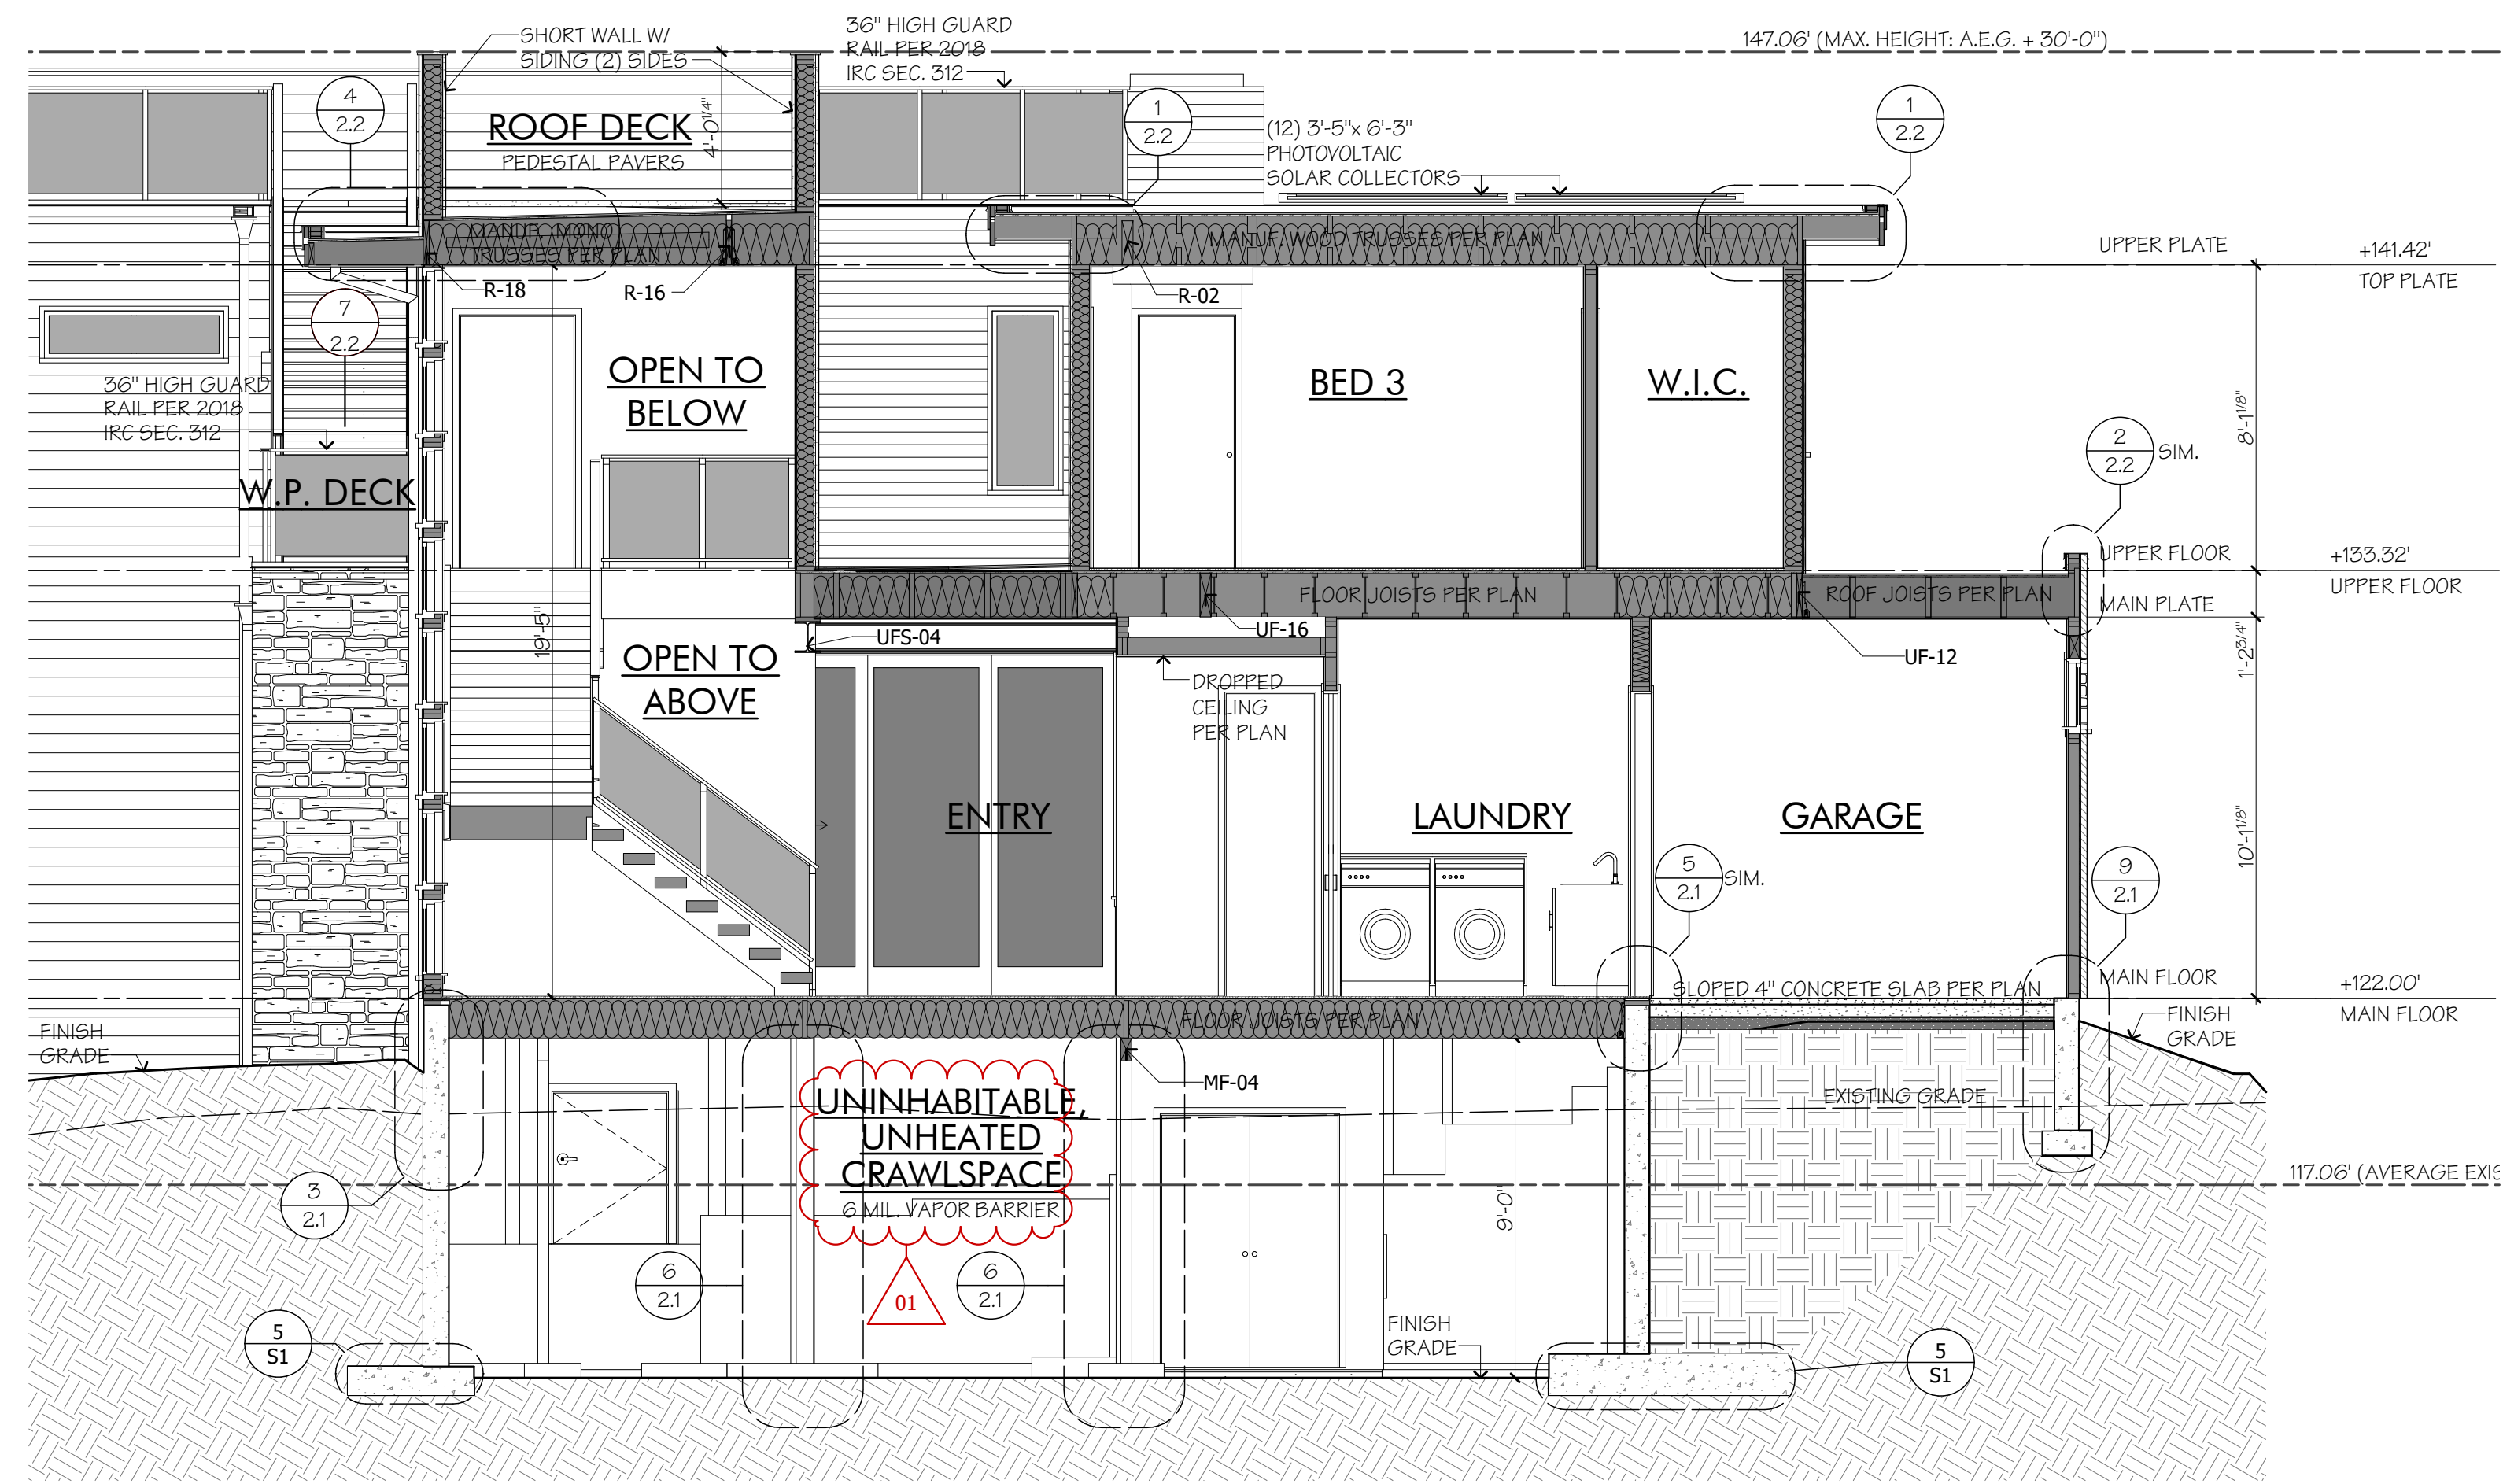 SHORT WALL W/
SIDING (2) SIDES
36" HIGH GUARD
RAIL PER 2018
IRC SEC. 312
147.06' (MAX. HEIGHT: A.E.G. + 30'-0")
4
2.2
ROOF DECK
PEDESTAL PAVERS
4'-0 1/4"
1
2.2
(12) 3'-5"x 6'-3"
PHOTOVOLTAIC
SOLAR COLLECTORS
1
2.2
MANUF. MONO
TRUSSES PER PLAN
MANUF. WOOD TRUSSES PER PLAN
UPPER PLATE
+141.42'
TOP PLATE
R-18
R-16
R-02
7
2.2
36" HIGH GUARD
RAIL PER 2018
IRC SEC. 312
OPEN TO
BELOW
BED 3
W.I.C.
8'-1 1/8"
2
2.2
SIM.
W.P. DECK
UPPER FLOOR
+133.32'
UPPER FLOOR
FLOOR JOISTS PER PLAN
ROOF JOISTS PER PLAN
MAIN PLATE
19'-5"
UFS-04
UF-16
UF-12
1'-2 3/4"
OPEN TO
ABOVE
DROPPED
CEILING
PER PLAN
ENTRY
LAUNDRY
GARAGE
10'-1 1/8"
5
2.1
SIM.
9
2.1
MAIN FLOOR
+122.00'
MAIN FLOOR
SLOPED 4" CONCRETE SLAB PER PLAN
FINISH
GRADE
FLOOR JOISTS PER PLAN
FINISH
GRADE
MF-04
UNINHABITABLE,
UNHEATED
CRAWLSPACE
6 MIL. VAPOR BARRIER
EXISTING GRADE
117.06' (AVERAGE EXIS
3
2.1
9'-0"
6
2.1
01
6
2.1
FINISH
GRADE
5
S1
5
S1